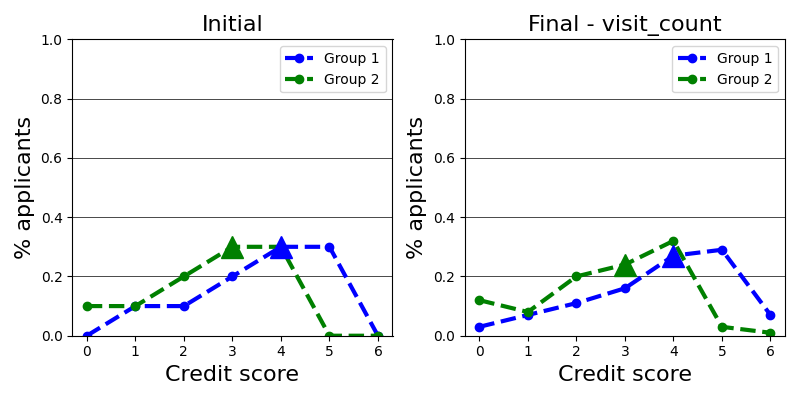 Initial
% applicants
1.0
0.8
0.6
0.4
0.2
0.0
Group 1
Group 2
0 1 2 3 4 5 6
Credit score
Final - visit_count
% applicants
1.0
0.8
0.6
0.4
0.2
0.0
Group 1
Group 2
0 1 2 3 4 5 6
Credit score